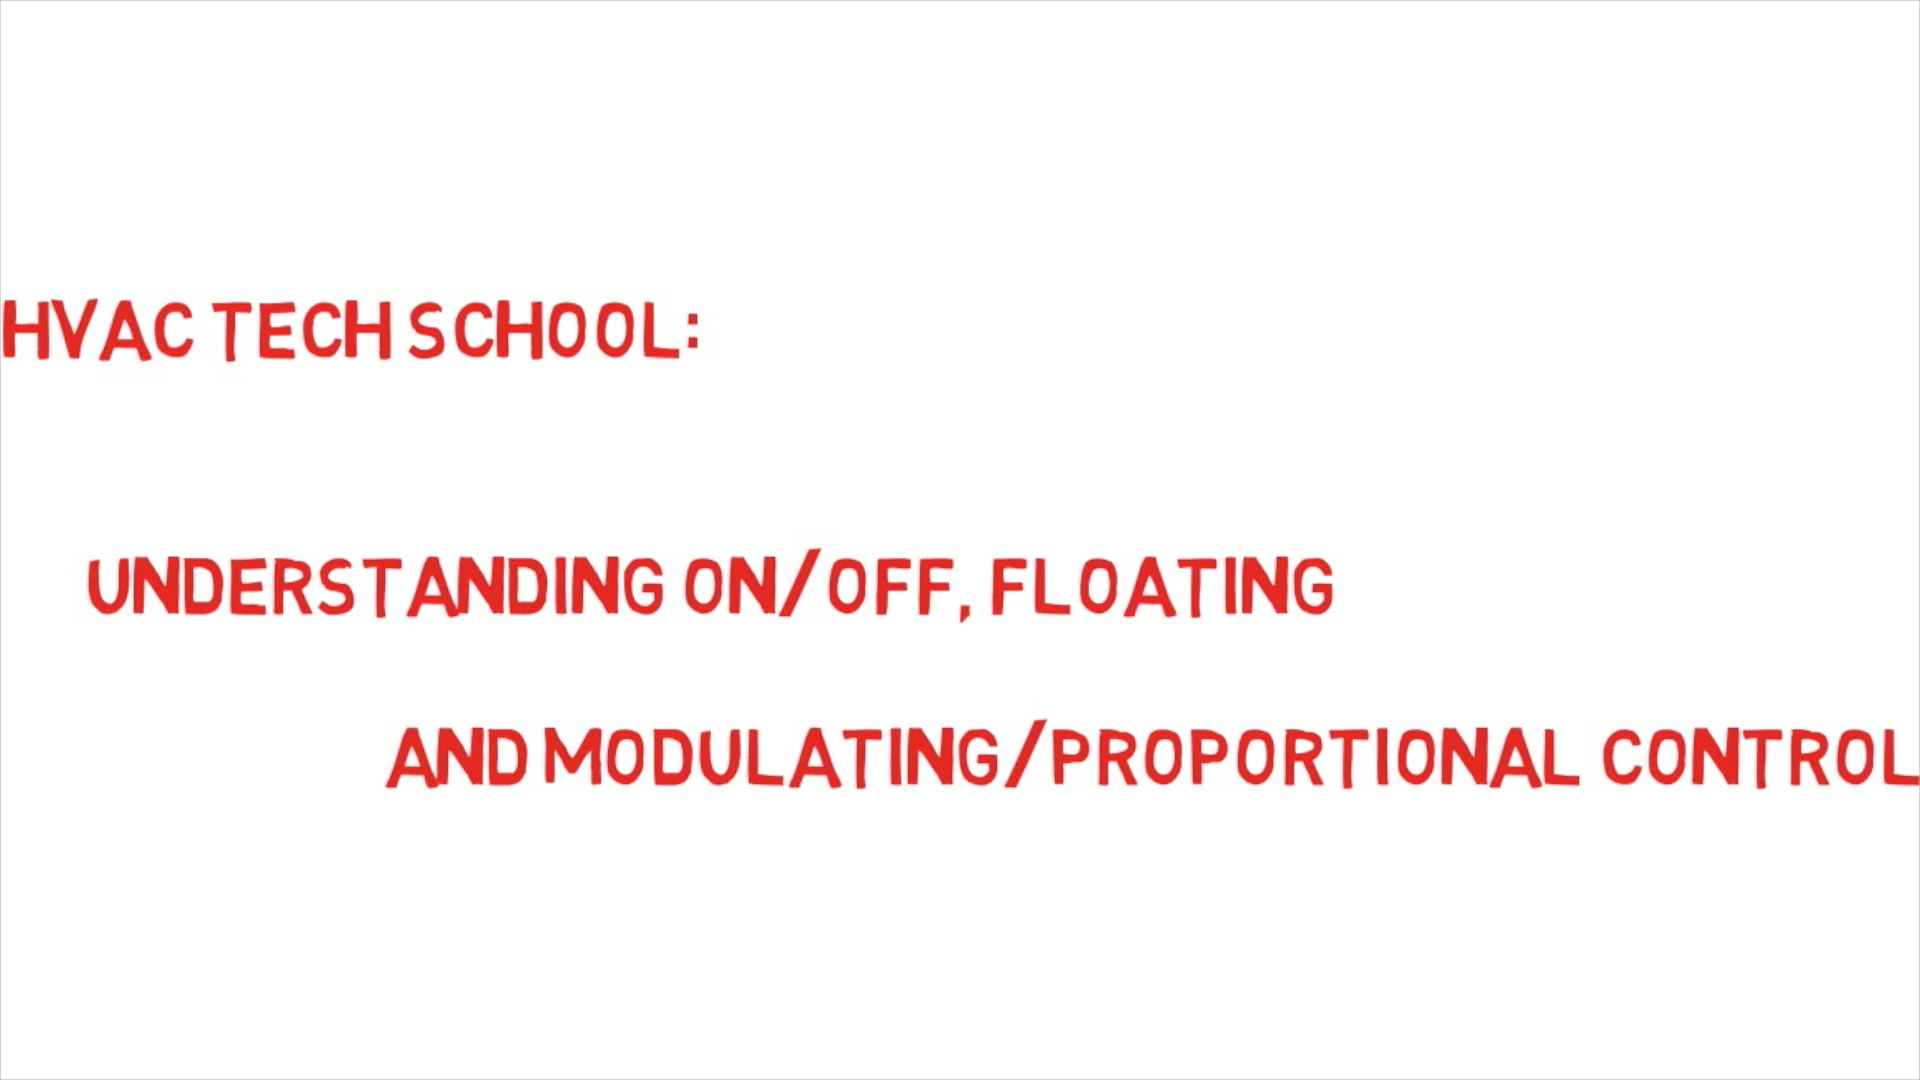 HVAC TECH SCHOOL:
UNDERSTANDING ON/OFF, FLOATING
AND MODULATING/PROPORTIONAL CONTROL